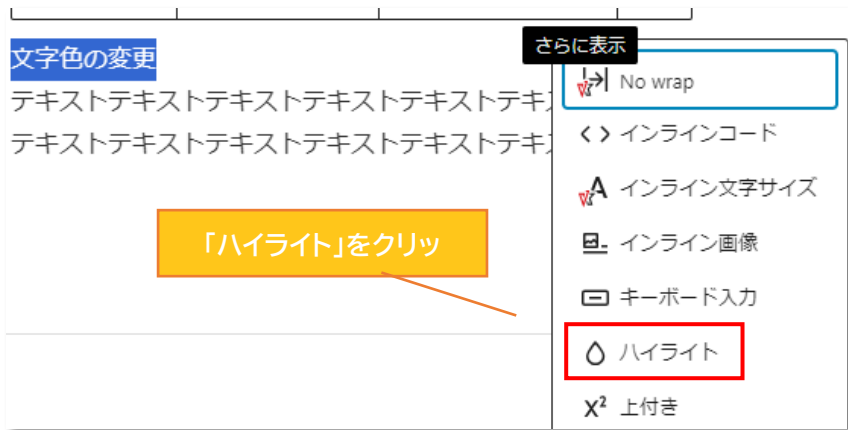 さらに表示
文字色の変更
テキストテキストテキストテキストテキストテキ
テキストテキストテキストテキストテキストテキ
No wrap
インラインコード
インライン文字サイズ
インライン画像
キーボード入力
ハイライト
X² 上付き
「ハイライト」をクリッ